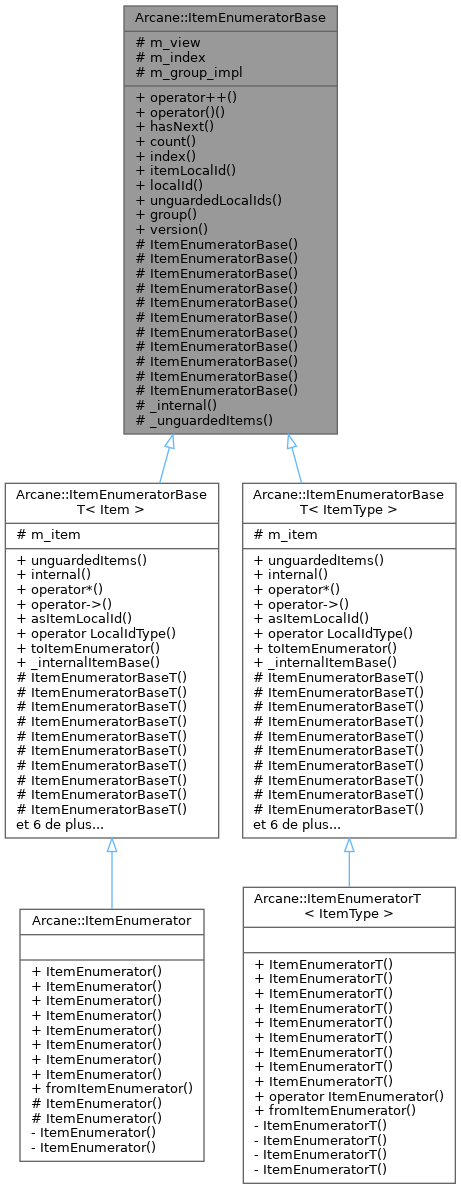 Arcane::ItemEnumeratorBase
# m_view
# m_index
# m_group_impl
+ operator++()
+ operator()()
+ hasNext()
+ count()
+ index()
+ itemLocalId()
+ localId()
+ unguardedLocalIds()
+ group()
+ version()
# ItemEnumeratorBase()
# ItemEnumeratorBase()
# ItemEnumeratorBase()
# ItemEnumeratorBase()
# ItemEnumeratorBase()
# ItemEnumeratorBase()
# ItemEnumeratorBase()
# ItemEnumeratorBase()
# ItemEnumeratorBase()
# ItemEnumeratorBase()
# ItemEnumeratorBase()
# _internal()
# _unguardedItems()
Arcane::ItemEnumeratorBase
T< Item >
# m_item
+ unguardedItems()
+ internal()
+ operator*()
+ operator->()
+ asItemLocalId()
+ operator LocalIdType()
+ toItemEnumerator()
+ _internalItemBase()
# ItemEnumeratorBaseT()
# ItemEnumeratorBaseT()
# ItemEnumeratorBaseT()
# ItemEnumeratorBaseT()
# ItemEnumeratorBaseT()
# ItemEnumeratorBaseT()
# ItemEnumeratorBaseT()
# ItemEnumeratorBaseT()
# ItemEnumeratorBaseT()
# ItemEnumeratorBaseT()
et 6 de plus...
Arcane::ItemEnumeratorBase
T< ItemType >
# m_item
+ unguardedItems()
+ internal()
+ operator*()
+ operator->()
+ asItemLocalId()
+ operator LocalIdType()
+ toItemEnumerator()
+ _internalItemBase()
# ItemEnumeratorBaseT()
# ItemEnumeratorBaseT()
# ItemEnumeratorBaseT()
# ItemEnumeratorBaseT()
# ItemEnumeratorBaseT()
# ItemEnumeratorBaseT()
# ItemEnumeratorBaseT()
# ItemEnumeratorBaseT()
# ItemEnumeratorBaseT()
# ItemEnumeratorBaseT()
et 6 de plus...
Arcane::ItemEnumerator
+ ItemEnumerator()
+ ItemEnumerator()
+ ItemEnumerator()
+ ItemEnumerator()
+ ItemEnumerator()
+ ItemEnumerator()
+ ItemEnumerator()
+ ItemEnumerator()
+ fromItemEnumerator()
# ItemEnumerator()
# ItemEnumerator()
- ItemEnumerator()
- ItemEnumerator()
Arcane::ItemEnumeratorT
< ItemType >
+ ItemEnumeratorT()
+ ItemEnumeratorT()
+ ItemEnumeratorT()
+ ItemEnumeratorT()
+ ItemEnumeratorT()
+ ItemEnumeratorT()
+ ItemEnumeratorT()
+ ItemEnumeratorT()
+ ItemEnumeratorT()
+ operator ItemEnumerator()
+ fromItemEnumerator()
- ItemEnumeratorT()
- ItemEnumeratorT()
- ItemEnumeratorT()
- ItemEnumeratorT()